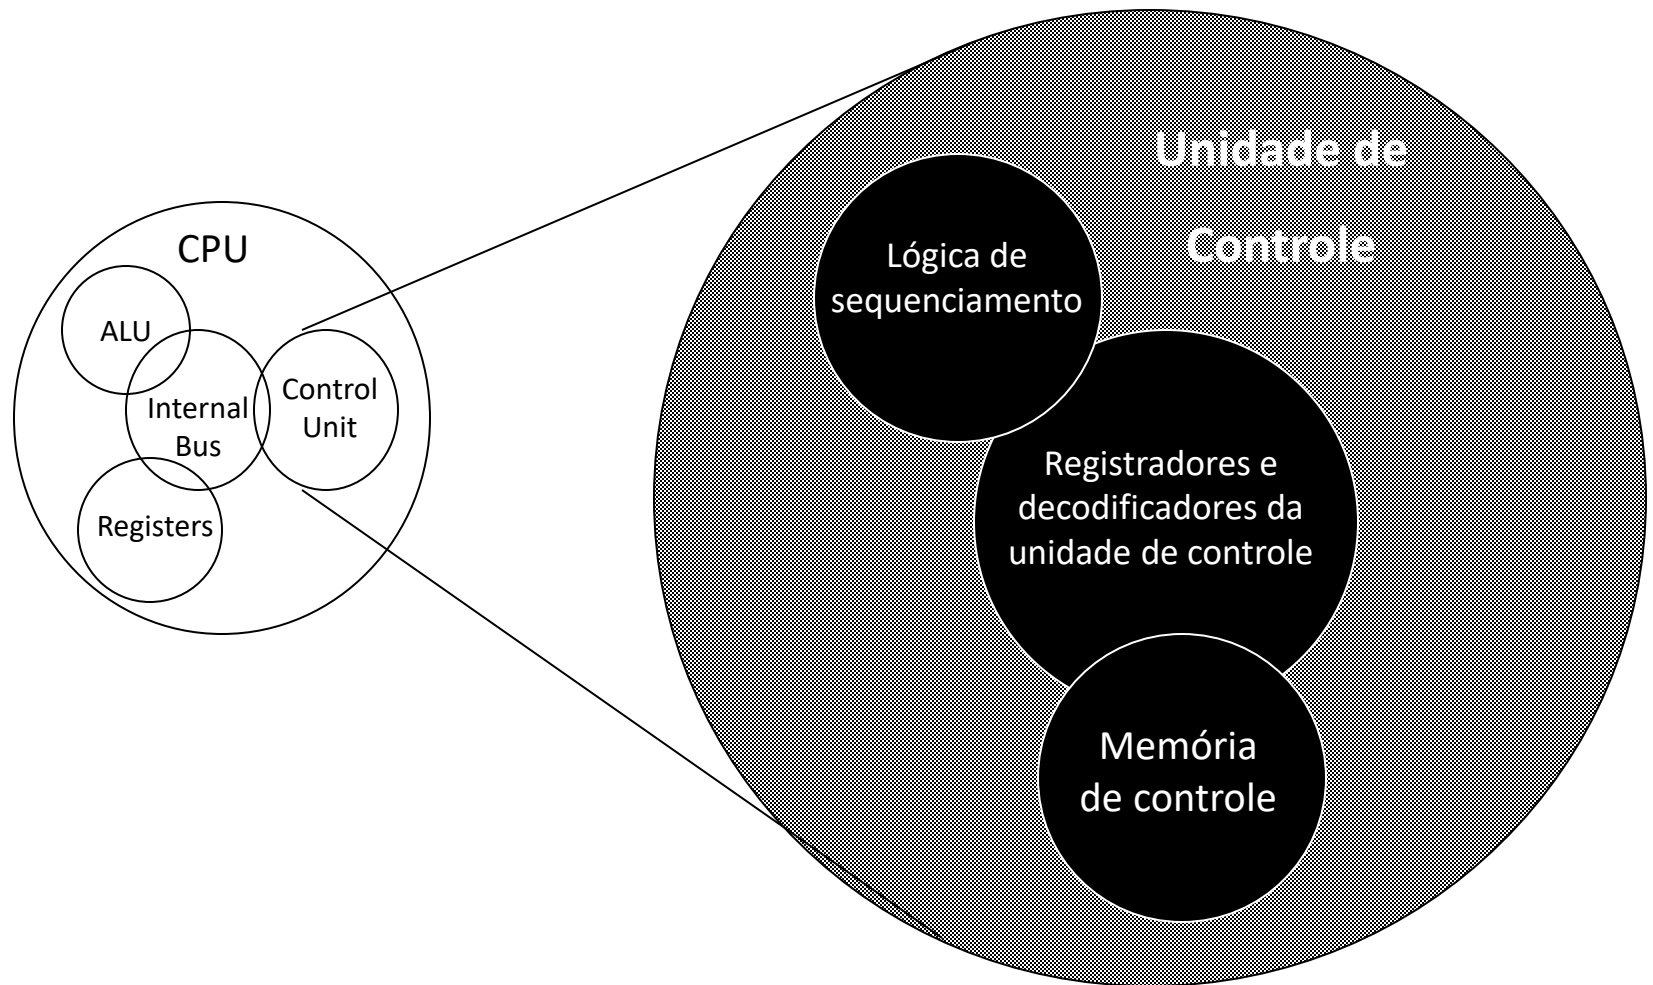 CPU
ALU
Internal
Bus
Control
Unit
Registers
Unidade de
Controle
Lógica de
sequenciamento
Registradores e
decodificadores da
unidade de controle
Memória
de controle